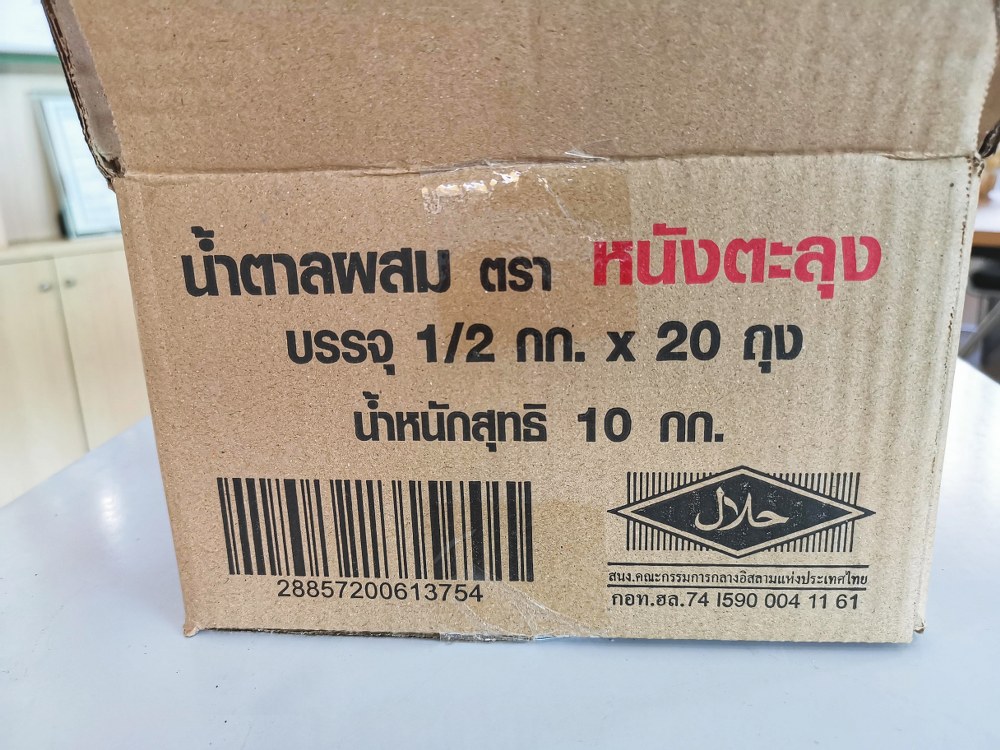 น้ำตาลผสม ตรา หนังตะลุง
บรรจุ 1/2 กก. x 20 ถุง
น้ำหนักสุทธิ 10 กก.
28857200613754
حلال
สนง.คณะกรรมการกลางอิสลามแห่งประเทศไทย
กอท.ฮล.74 I590 004 11 61